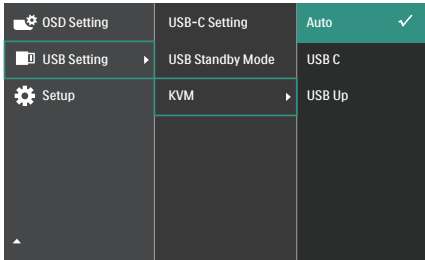 OSD Setting
USB Setting
Setup
USB-C Setting
USB Standby Mode
KVM
Auto
USB C
USB Up